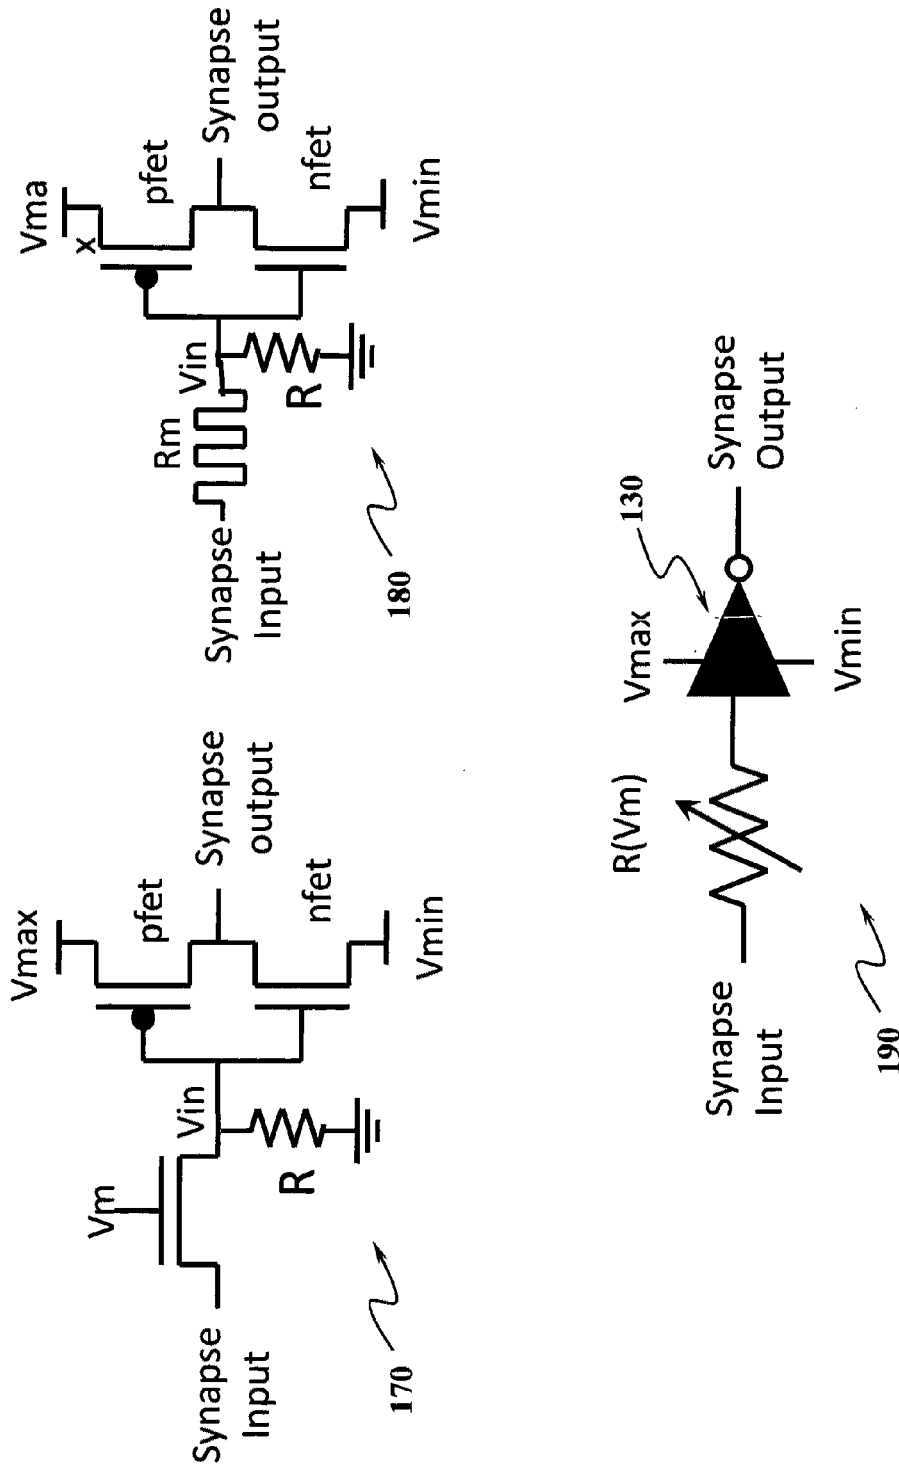 Vmax
pfet
Vm
Vin
Synapse
output
Synapse
Input
R
nfet
Vmin
170
Vma
x
pfet
Rm
Vin
Synapse
output
Synapse
Input
R
nfet
Vmin
180
R(Vm)
Vmax
130
Synapse
Input
Synapse
Output
Vmin
190